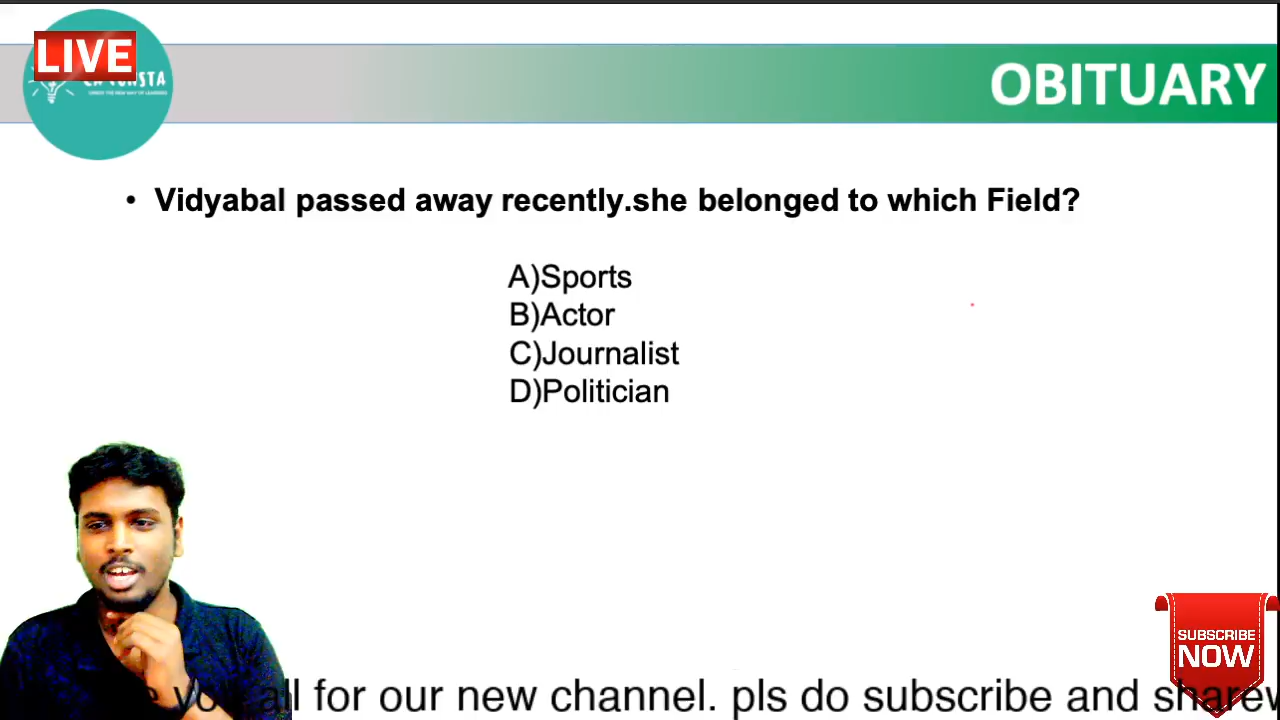 LIVE
OBITUARY
• Vidyabal passed away recently.she belonged to which Field?
A)Sports
B)Actor
C)Journalist
D)Politician
SUBSCRIBE
NOW
all for our new channel. pls do subscribe and sharew